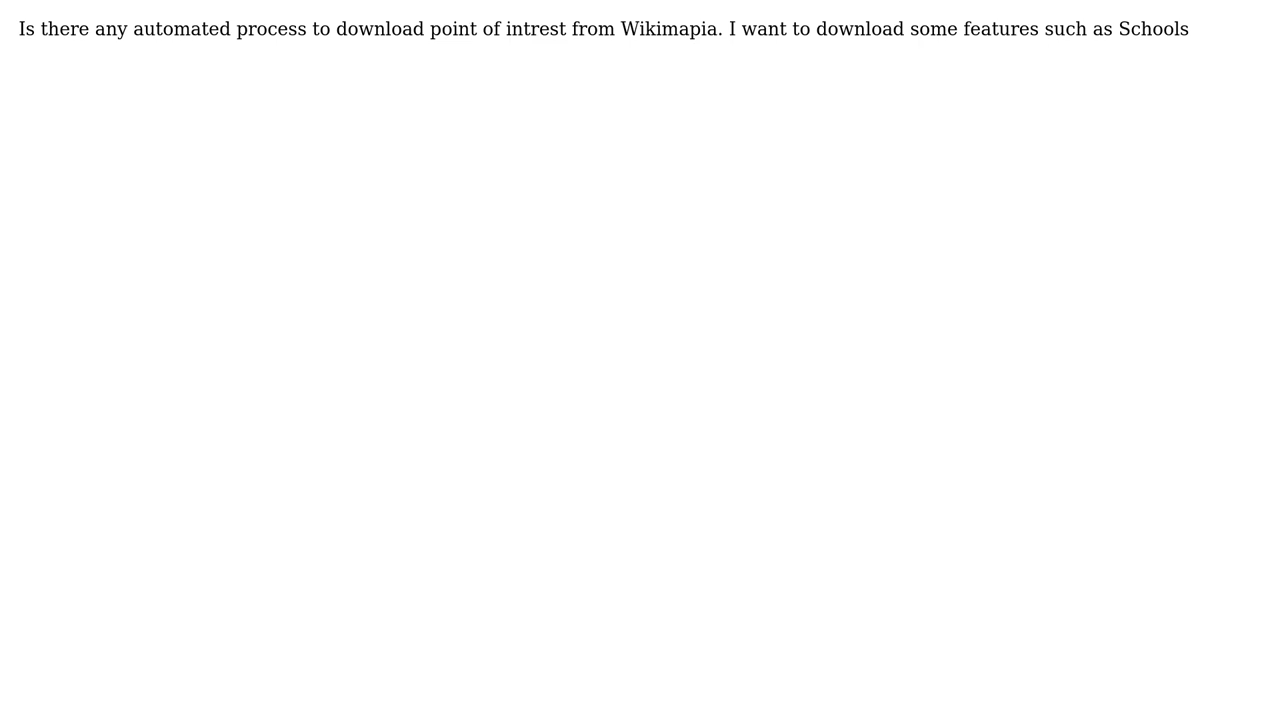 Is there any automated process to download point of intrest from Wikimapia. I want to download some features such as Schools